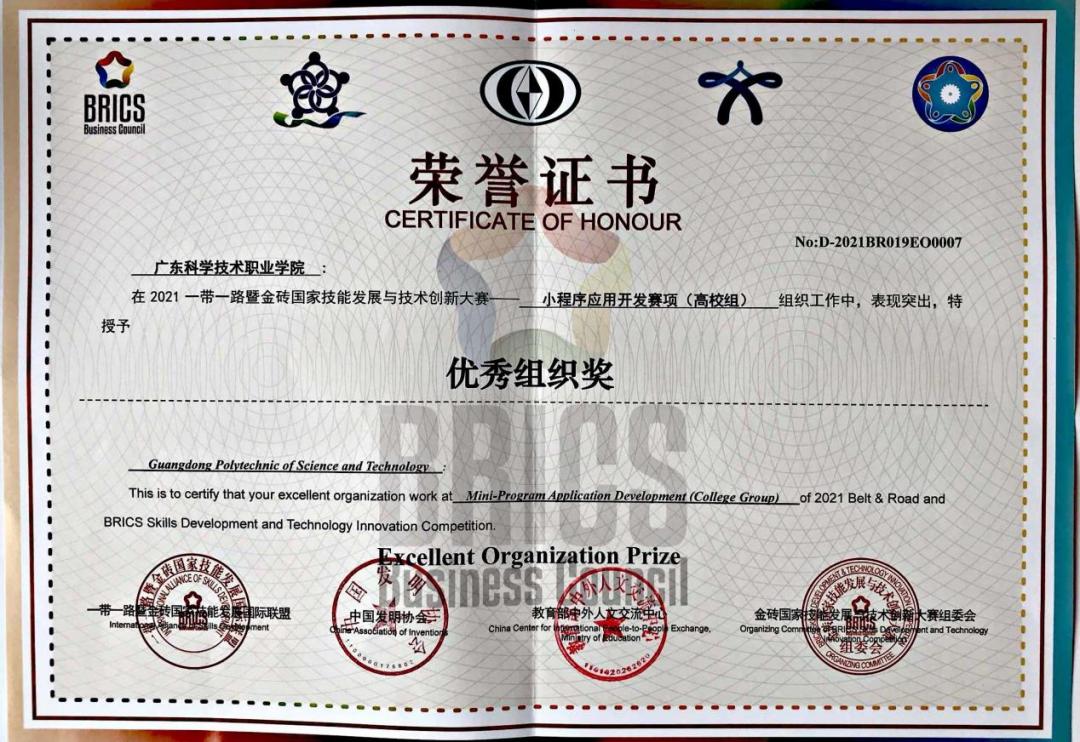 BRICS
Business Council
荣誉证书
CERTIFICATE OF HONOUR
No:D-2021BR019EO0007
广东科学技术职业学院：
在 2021 一带一路暨金砖国家技能发展与技术创新大赛——小程序应用开发赛项（高校组）组织工作中，表现突出，特
授予
优秀组织奖
BRICS
Business Council
Guangdong Polytechnic of Science and Technology:
This is to certify that your excellent organization work at Mini-Program Application Development (College Group) of 2021 Belt & Road and
BRICS Skills Development and Technology Innovation Competition.
Excellent Organization Prize
一带一路暨金砖国家技能发展国际联盟
中国发明协会
China Association of Inventions
教育部中外人文交流中心
China Center for International People-to-People Exchange,
Ministry of Education
金砖国家技能发展与技术创新大赛组委会
组委会
ORGANIZING COMMITTEE